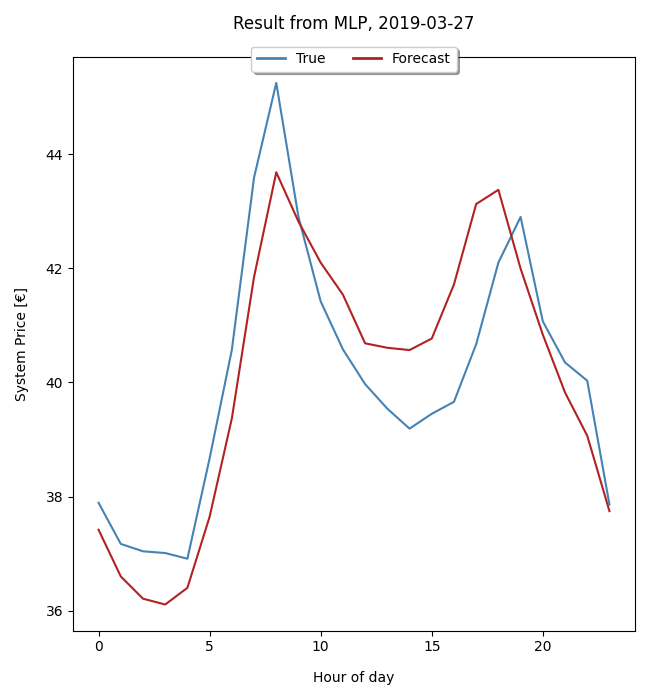 Result from MLP, 2019-03-27
True
Forecast
44
42
40
38
36
System Price [€]
0
5
10
15
20
Hour of day